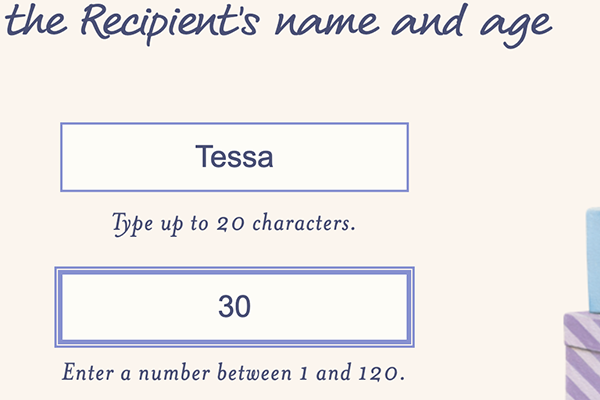 the Recipient's name and age
Tessa
Type up to 20 characters.
30
Enter a number between 1 and 120.